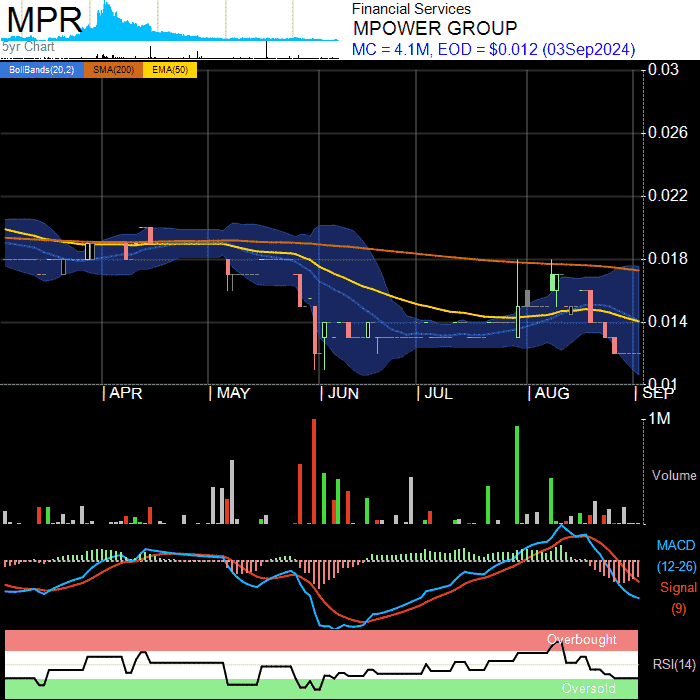 MPR
5yr Chart
Financial Services
MPOWER GROUP
MC = 4.1M, EOD = $0.012 (03Sep2024)
BollBands(20,2) SMA(200) EMA(50)
0.03
0.026
0.022
0.018
0.014
0.01
APR MAY JUN JUL AUG SEP
1M
Volume
MACD
(12-26)
Signal
(9)
Overbought
RSI(14)
Oversold